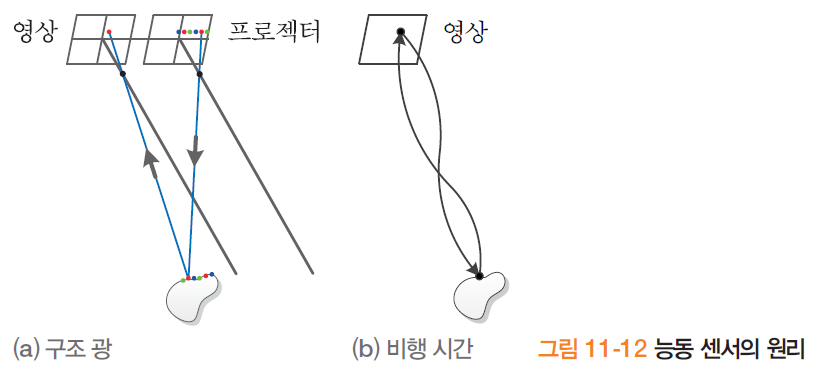 영상
프로젝터
영상
(a) 구조 광
(b) 비행 시간
그림 11-12 능동 센서의 원리